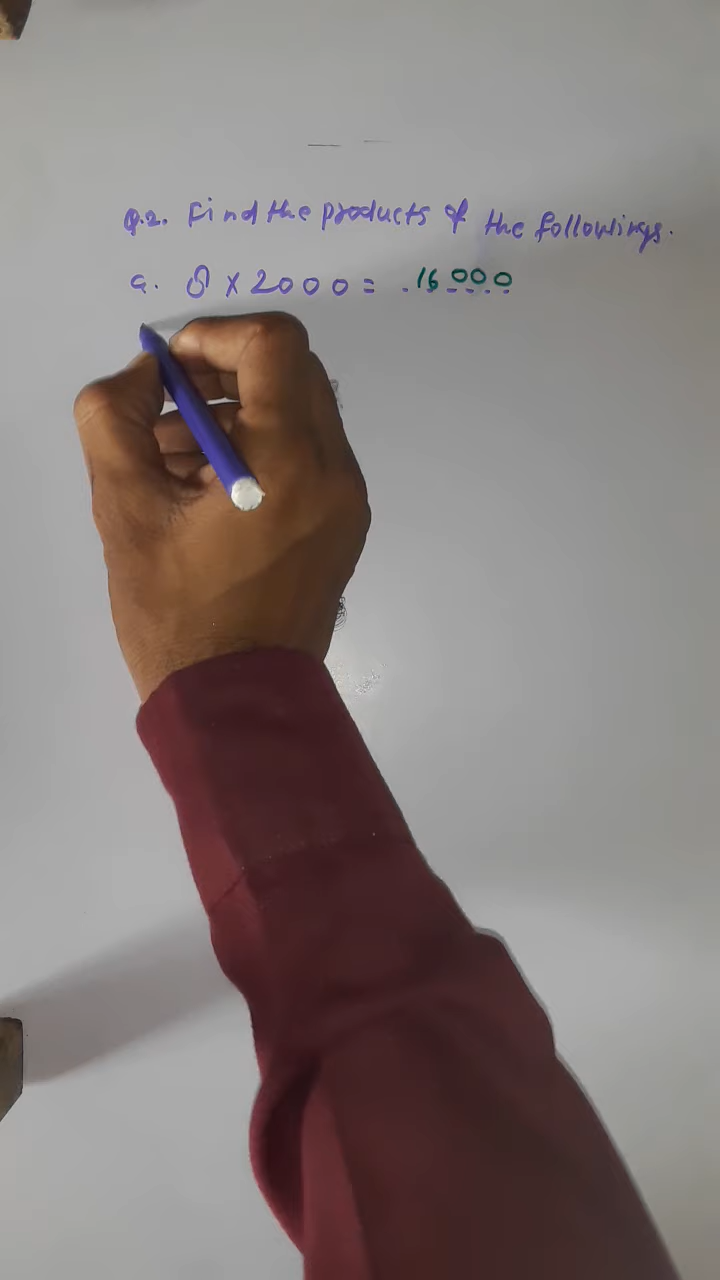 Q.2. Find the products of the followings.
a. 8 x 2000 = .16000